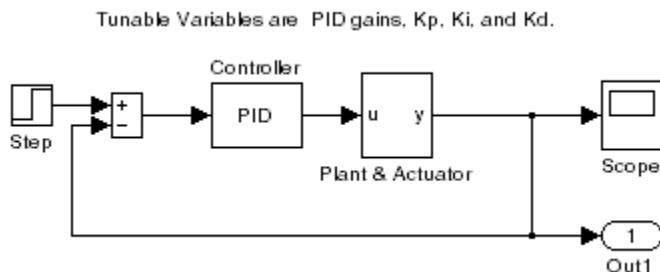 Tunable Variables are PID gains, Kp, Ki, and Kd.
Controller
+
−
PID
u
y
Step
Plant & Actuator
Scope
1
Out1